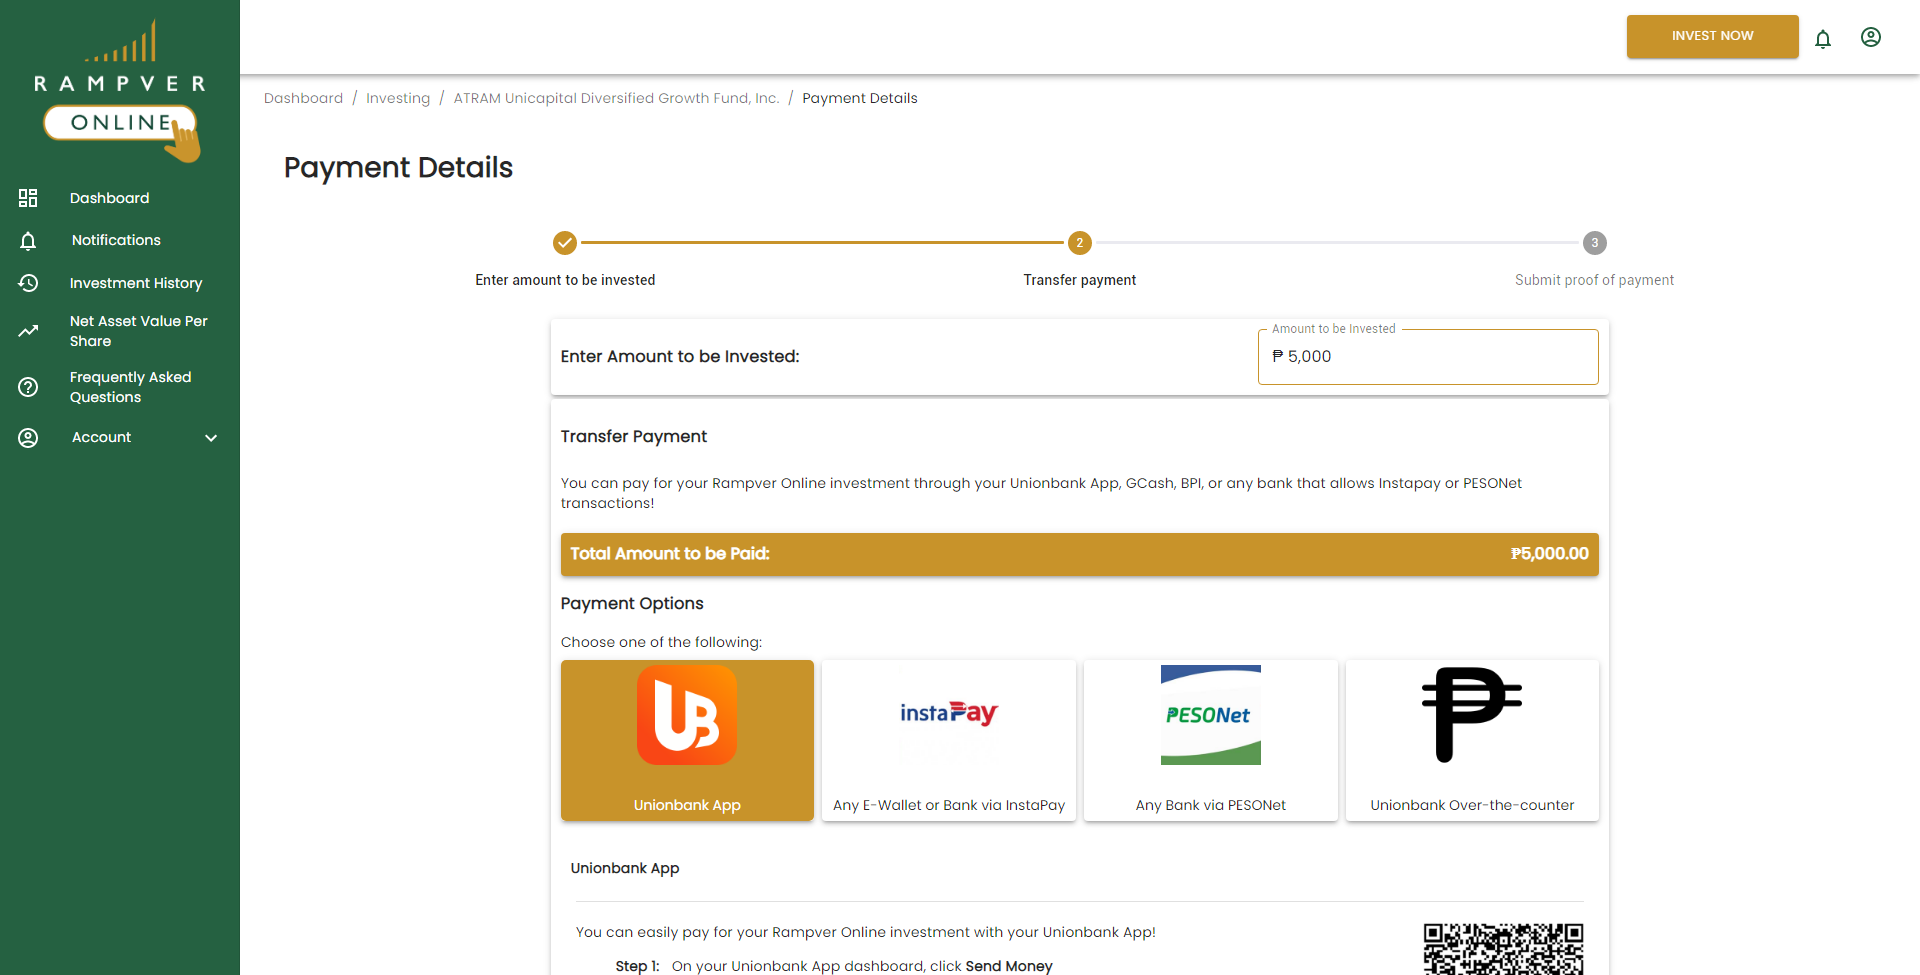 RAMPVER
ONLINE
Dashboard
Notifications
Investment History
Net Asset Value Per
Share
Frequently Asked
Questions
Account
INVEST NOW
Dashboard / Investing / ATRAM Unicapital Diversified Growth Fund, Inc. / Payment Details
Payment Details
2
3
Enter amount to be invested
Transfer payment
Submit proof of payment
Enter Amount to be Invested:
Amount to be Invested
₱ 5,000
Transfer Payment
You can pay for your Rampver Online investment through your Unionbank App, GCash, BPI, or any bank that allows Instapay or PESONet
transactions!
Total Amount to be Paid: ₱5,000.00
Payment Options
Choose one of the following:
UB
instaPay
PESONet
₱
Unionbank App
Any E-Wallet or Bank via InstaPay
Any Bank via PESONet
Unionbank Over-the-counter
Unionbank App
You can easily pay for your Rampver Online investment with your Unionbank App!
Step 1: On your Unionbank App dashboard, click Send Money